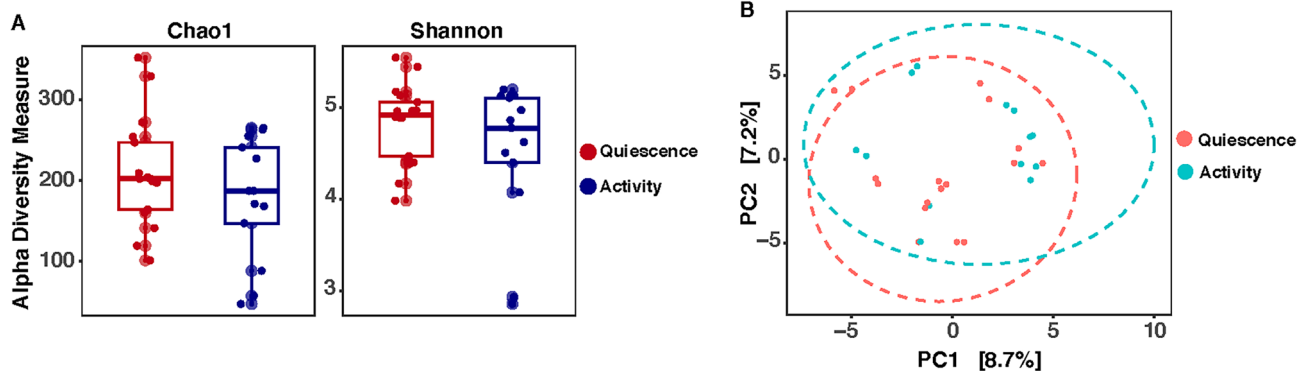 A
Chao1
Shannon
Alpha Diversity Measure
300
200
100
5
4
3
Quiescence
Activity
B
PC2 [7.2%]
5
0
−5
−5 0 5 10
PC1 [8.7%]
Quiescence
Activity